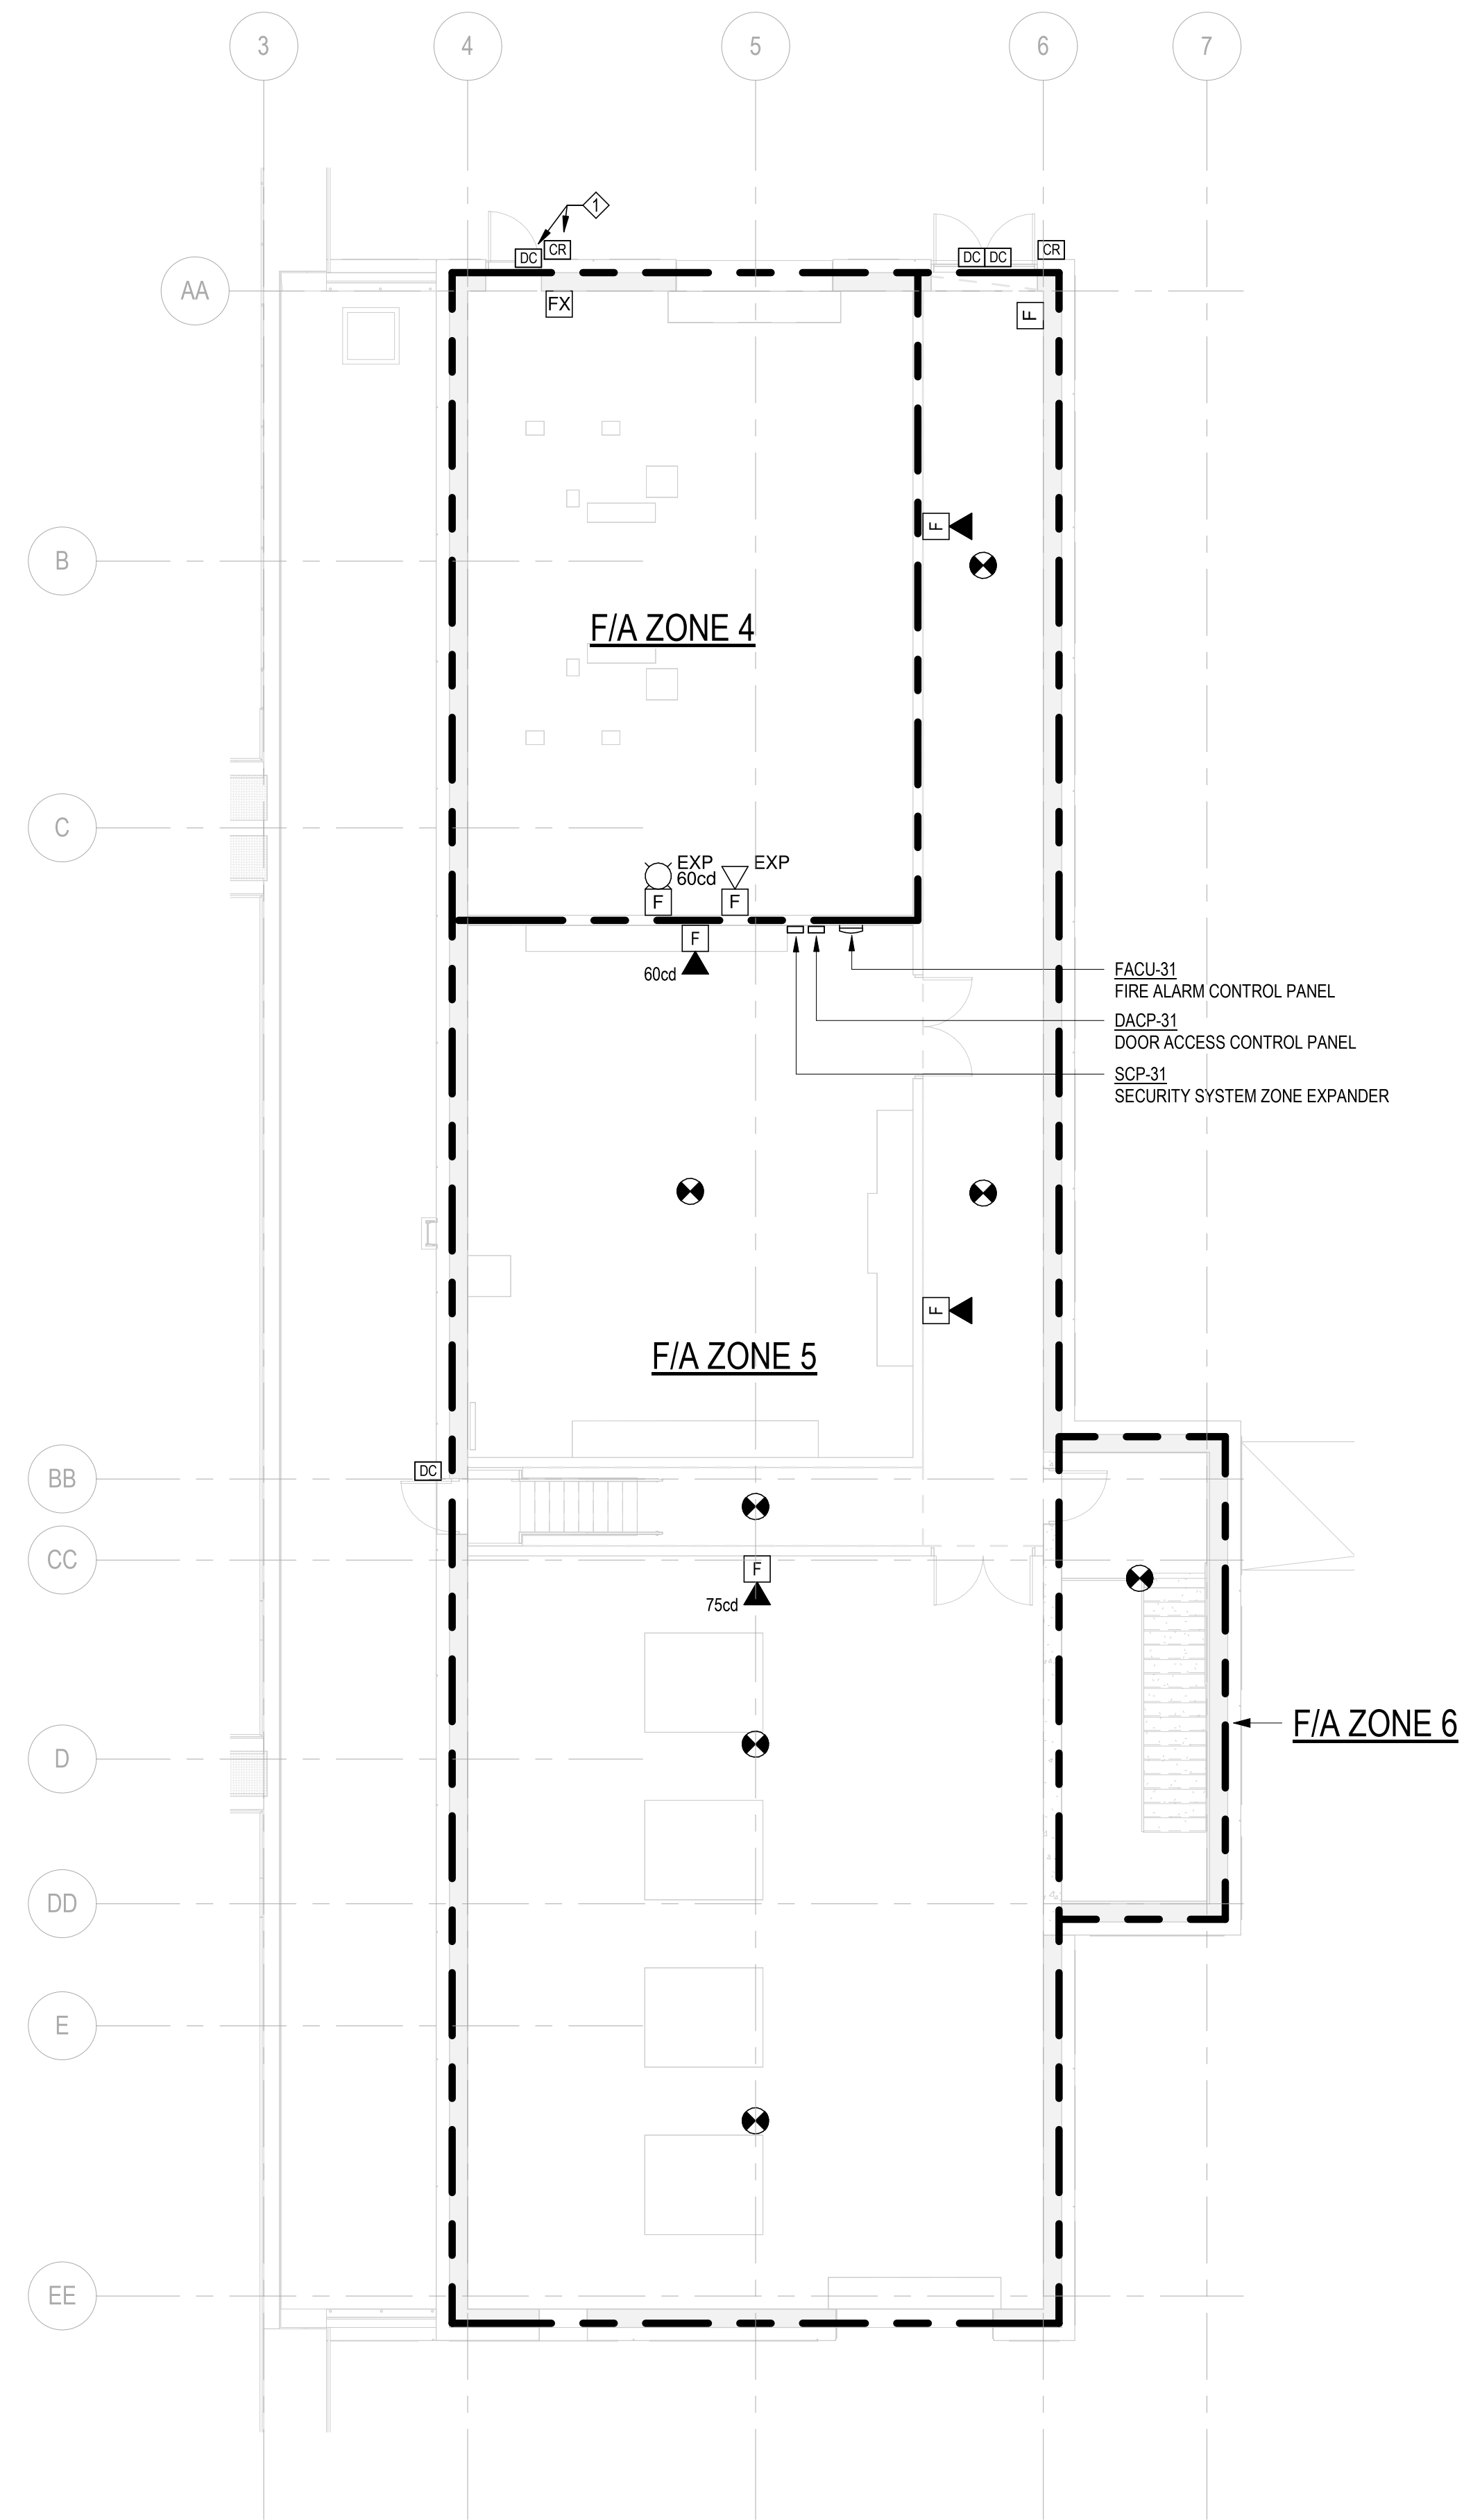 3 4 5 6 7
1
DC CR DC DC CR
AA
FX F
F
B
F/A ZONE 4
C
EXP EXP
60cd
F F
F
60cd
FACU-31
FIRE ALARM CONTROL PANEL
DACP-31
DOOR ACCESS CONTROL PANEL
SCP-31
SECURITY SYSTEM ZONE EXPANDER
F
F/A ZONE 5
DC
BB
CC
F
75cd
F/A ZONE 6
D
DD
E
EE